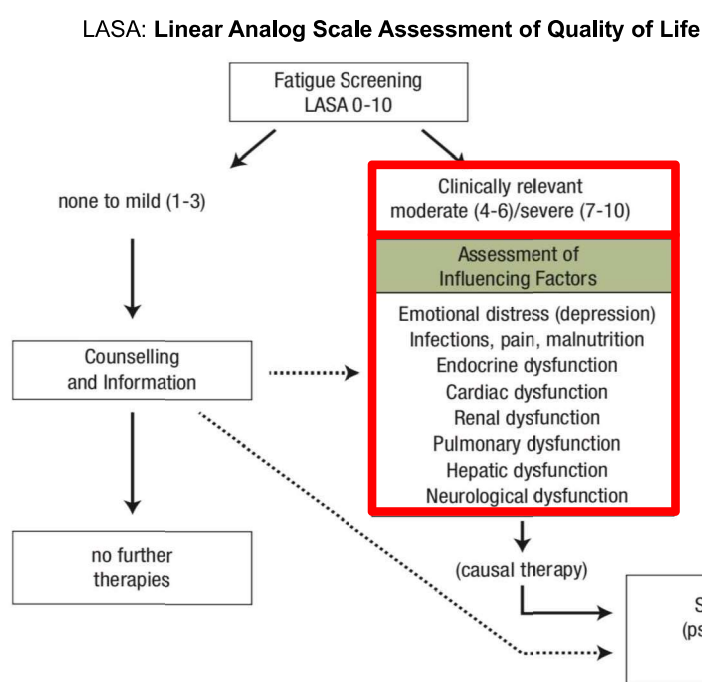 LASA: Linear Analog Scale Assessment of Quality of Life
Fatigue Screening
LASA 0-10
none to mild (1-3)
Clinically relevant
moderate (4-6)/severe (7-10)
Assessment of
Influencing Factors
Emotional distress (depression)
Infections, pain, malnutrition
Endocrine dysfunction
Cardiac dysfunction
Renal dysfunction
Pulmonary dysfunction
Hepatic dysfunction
Neurological dysfunction
Counselling
and Information
no further
therapies
(causal therapy)